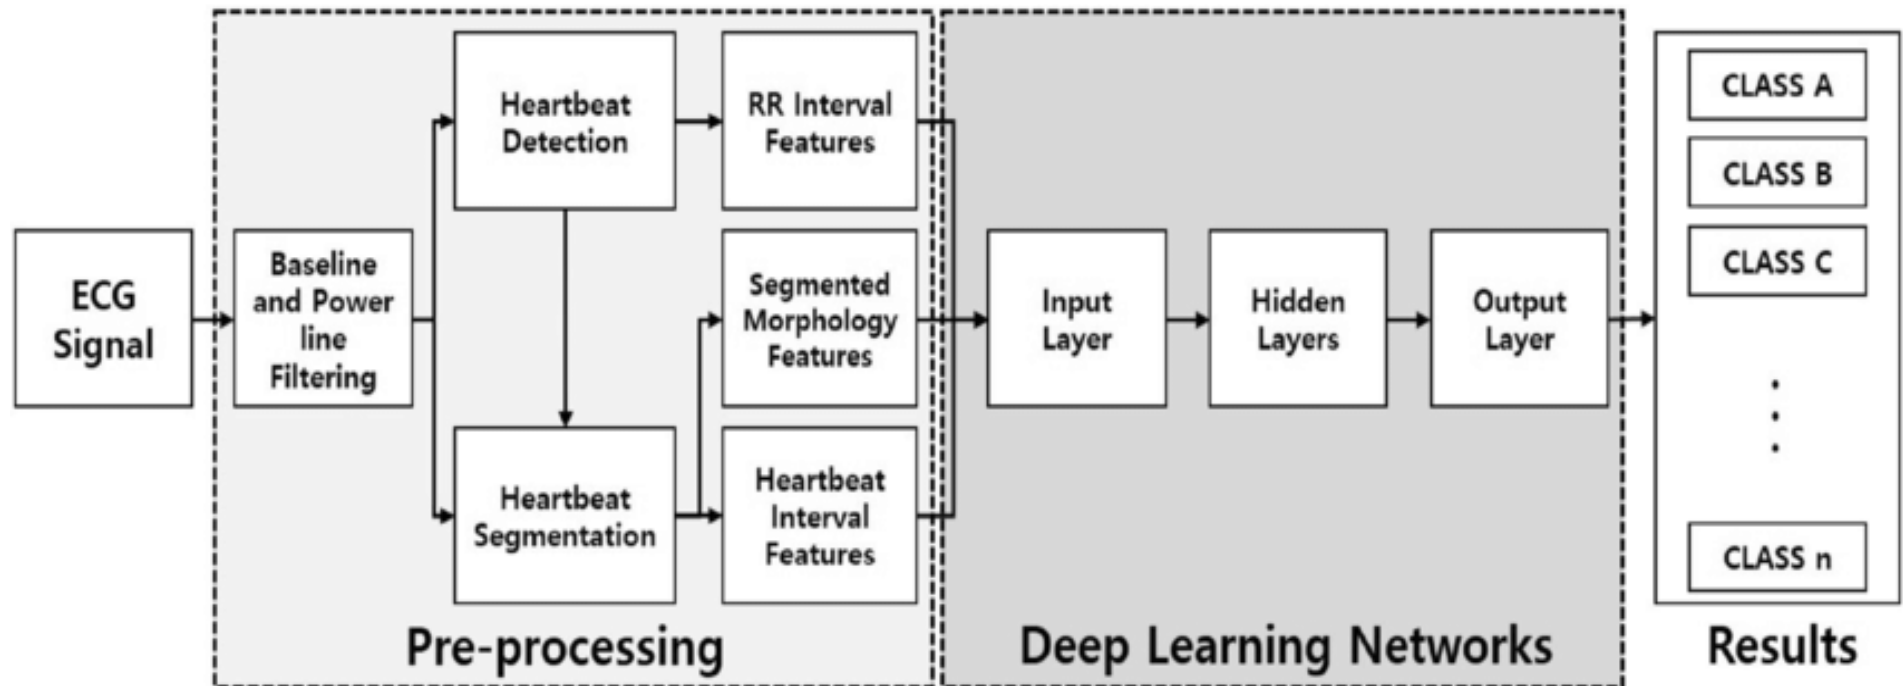 ECG
Signal
Baseline
and Power
line
Filtering
Heartbeat
Detection
Heartbeat
Segmentation
RR Interval
Features
Segmented
Morphology
Features
Heartbeat
Interval
Features
Pre-processing
Input
Layer
Hidden
Layers
Output
Layer
Deep Learning Networks
CLASS A
CLASS B
CLASS C
CLASS n
Results